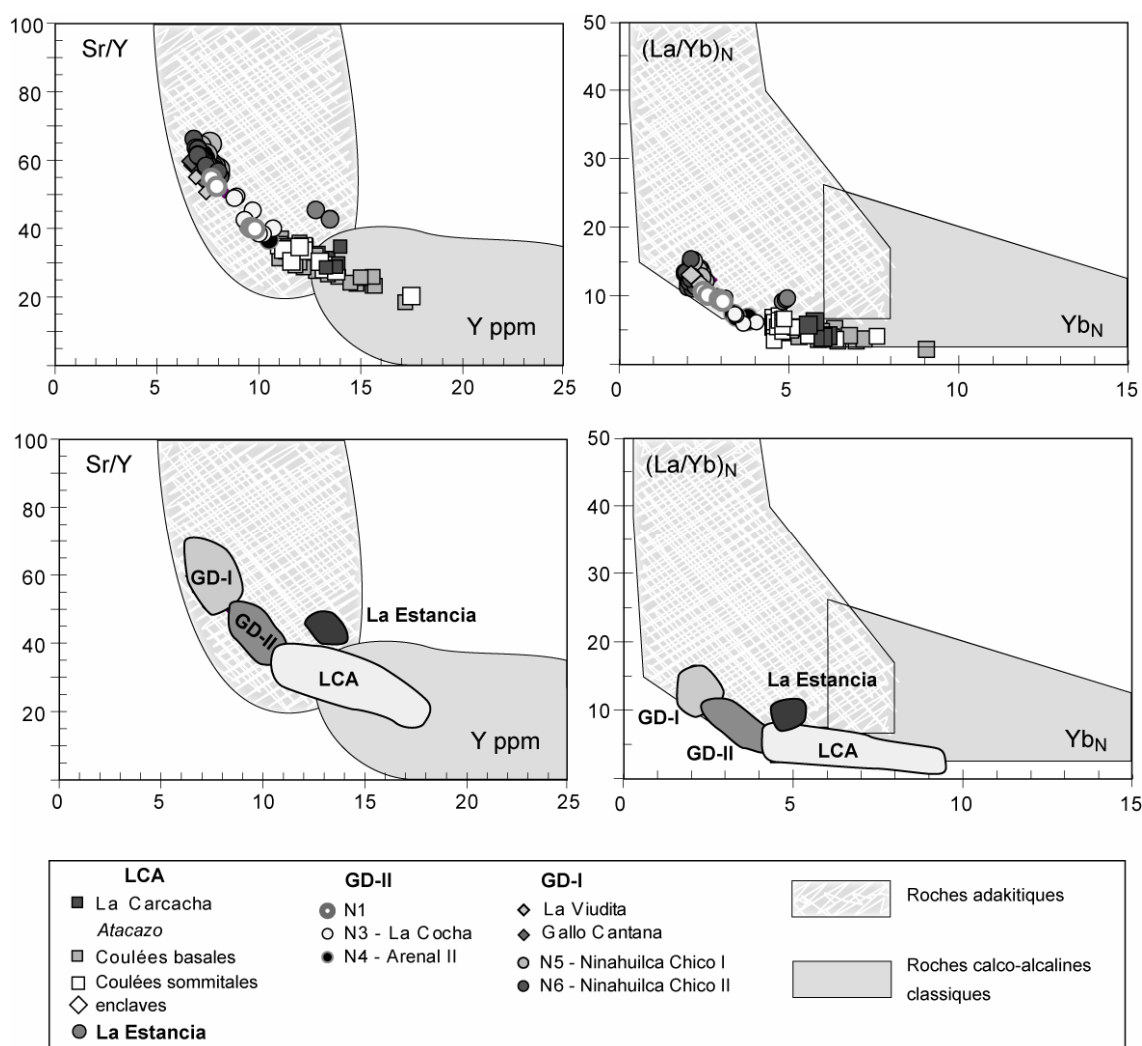 100
Sr/Y
80
60
40
20
Y ppm
0
0 5 10 15 20 25
50
(La/Yb)N
40
30
20
10
YbN
0
0 5 10 15
100
Sr/Y
80
60
GD-I
40
GD-II
La Estancia
LCA
20
Y ppm
0
0 5 10 15 20 25
50
(La/Yb)N
40
30
20
La Estancia
10
GD-I
GD-II
LCA
YbN
0
0 5 10 15
LCA
La Carcacha
Atacazo
Coulées basales
Coulées sommitales
enclaves
La Estancia
GD-II
N1
N3 - La Cocha
N4 - Arenal II
GD-I
La Viudita
Gallo Cantana
N5 - Ninahuilca Chico I
N6 - Ninahuilca Chico II
Roches adakitiques
Roches calco-alcalines
classiques